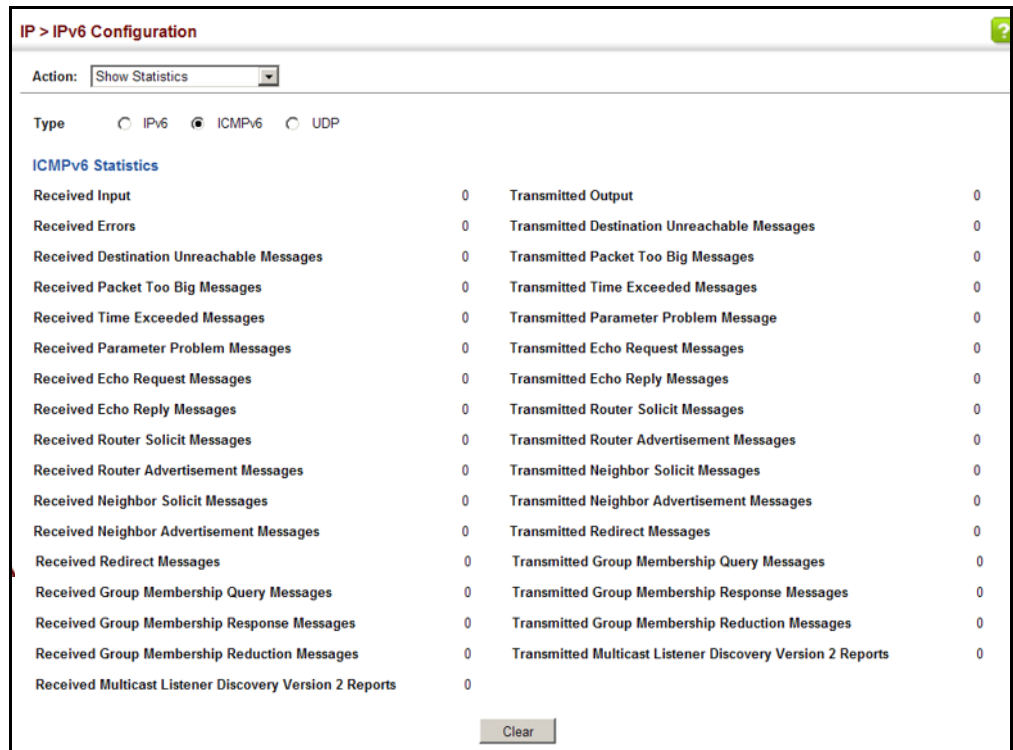 IP > IPv6 Configuration
?
Action: Show Statistics
Type IPv6 ICMPv6 UDP
ICMPv6 Statistics
Received Input 0 Transmitted Output 0
Received Errors 0 Transmitted Destination Unreachable Messages 0
Received Destination Unreachable Messages 0 Transmitted Packet Too Big Messages 0
Received Packet Too Big Messages 0 Transmitted Time Exceeded Messages 0
Received Time Exceeded Messages 0 Transmitted Parameter Problem Message 0
Received Parameter Problem Messages 0 Transmitted Echo Request Messages 0
Received Echo Request Messages 0 Transmitted Echo Reply Messages 0
Received Echo Reply Messages 0 Transmitted Router Solicit Messages 0
Received Router Solicit Messages 0 Transmitted Router Advertisement Messages 0
Received Router Advertisement Messages 0 Transmitted Neighbor Solicit Messages 0
Received Neighbor Solicit Messages 0 Transmitted Neighbor Advertisement Messages 0
Received Neighbor Advertisement Messages 0 Transmitted Redirect Messages 0
Received Redirect Messages 0 Transmitted Group Membership Query Messages 0
Received Group Membership Query Messages 0 Transmitted Group Membership Response Messages 0
Received Group Membership Response Messages 0 Transmitted Group Membership Reduction Messages 0
Received Group Membership Reduction Messages 0 Transmitted Multicast Listener Discovery Version 2 Reports 0
Received Multicast Listener Discovery Version 2 Reports 0
Clear